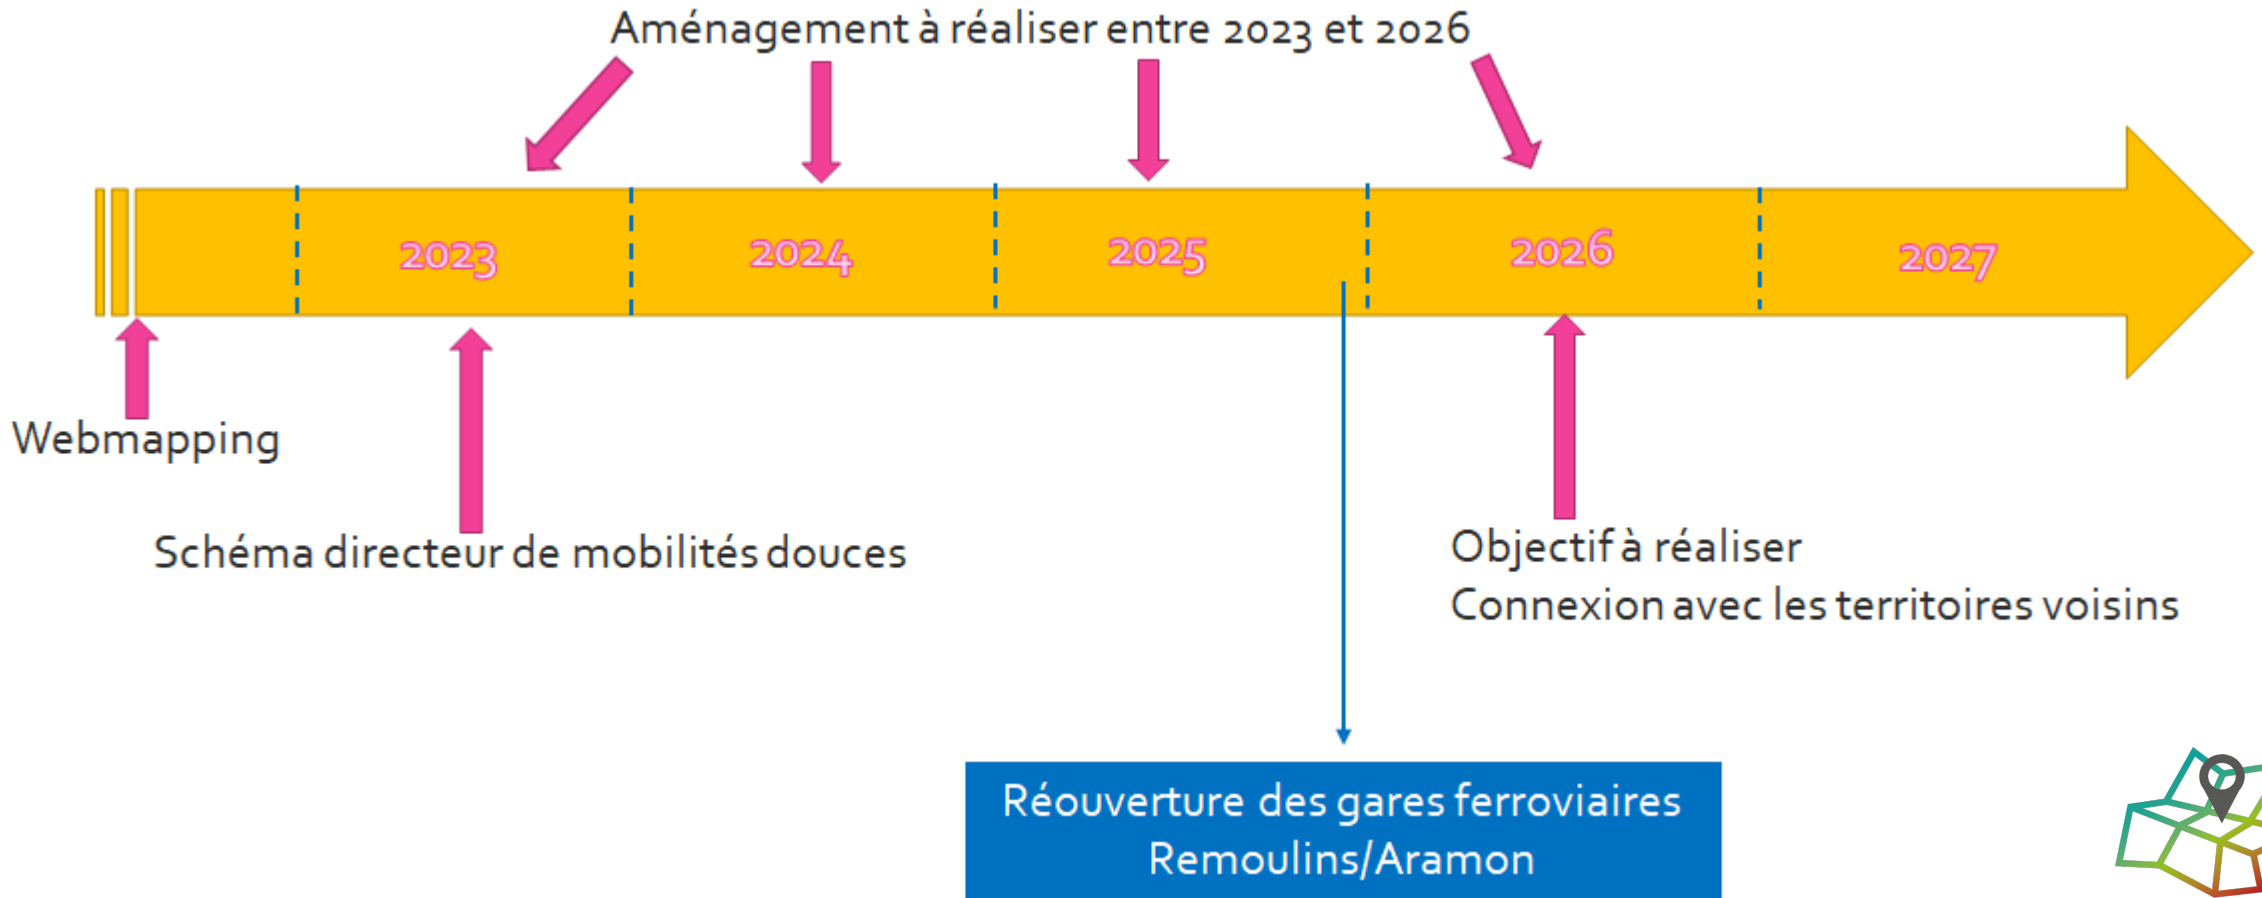 Aménagement à réaliser entre 2023 et 2026
2023
2024
2025
2026
2027
Webmapping
Schéma directeur de mobilités douces
Objectif à réaliser
Connexion avec les territoires voisins
Réouverture des gares ferroviaires
Remoulins/Aramon